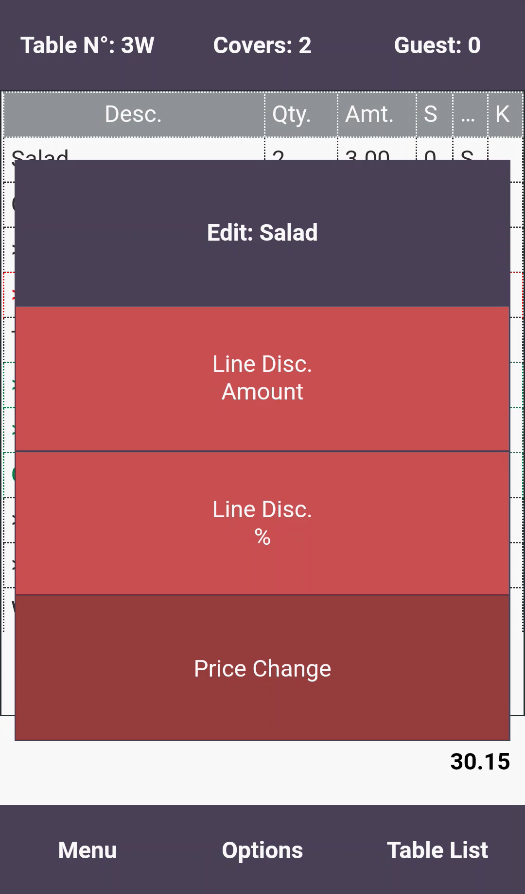 Table N°: 3W Covers: 2 Guest: 0
Desc. Qty. Amt. S ... K
Salad 2 3.00 0 S
Edit: Salad
Line Disc.
Amount
Line Disc.
%
Price Change
30.15
Menu Options Table List